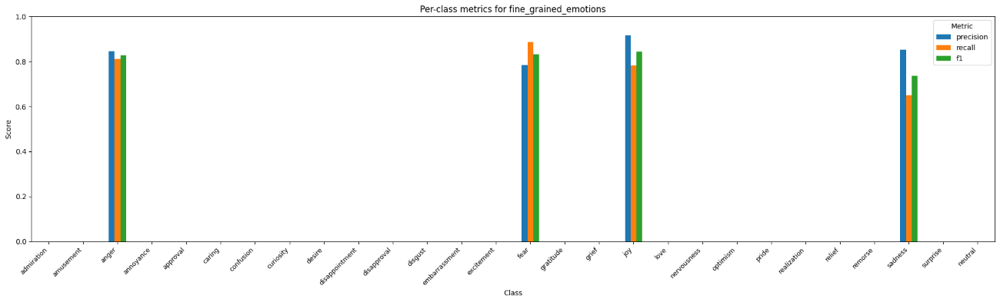 Per-class metrics for fine_grained_emotions
1.0
0.8
0.6
0.4
0.2
0.0
Score
Metric
precision
recall
f1
admiration
amusement
anger
annoyance
approval
caring
confusion
curiosity
desire
disappointment
disapproval
disgust
embarrassment
excitement
fear
gratitude
grief
joy
love
nervousness
optimism
pride
realization
relief
remorse
sadness
surprise
neutral
Class